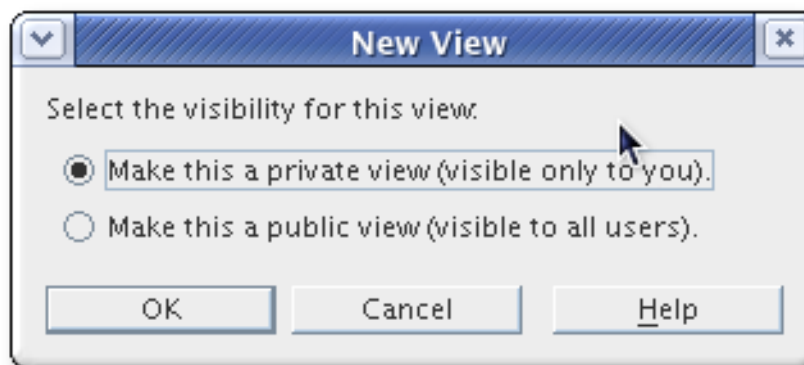 New View
Select the visibility for this view:
Make this a private view (visible only to you).
Make this a public view (visible to all users).
OK Cancel Help